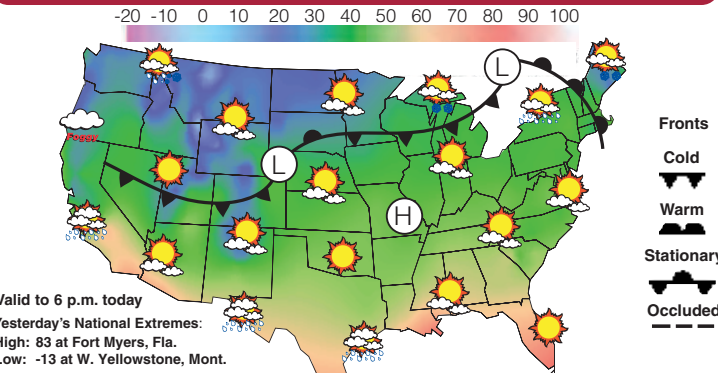 -20 -10 0 10 20 30 40 50 60 70 80 90 100
L
L
H
Foggy
Fronts
Cold
Warm
Stationary
Occluded
Valid to 6 p.m. today
Yesterday's National Extremes:
High: 83 at Fort Myers, Fla.
Low: -13 at W. Yellowstone, Mont.